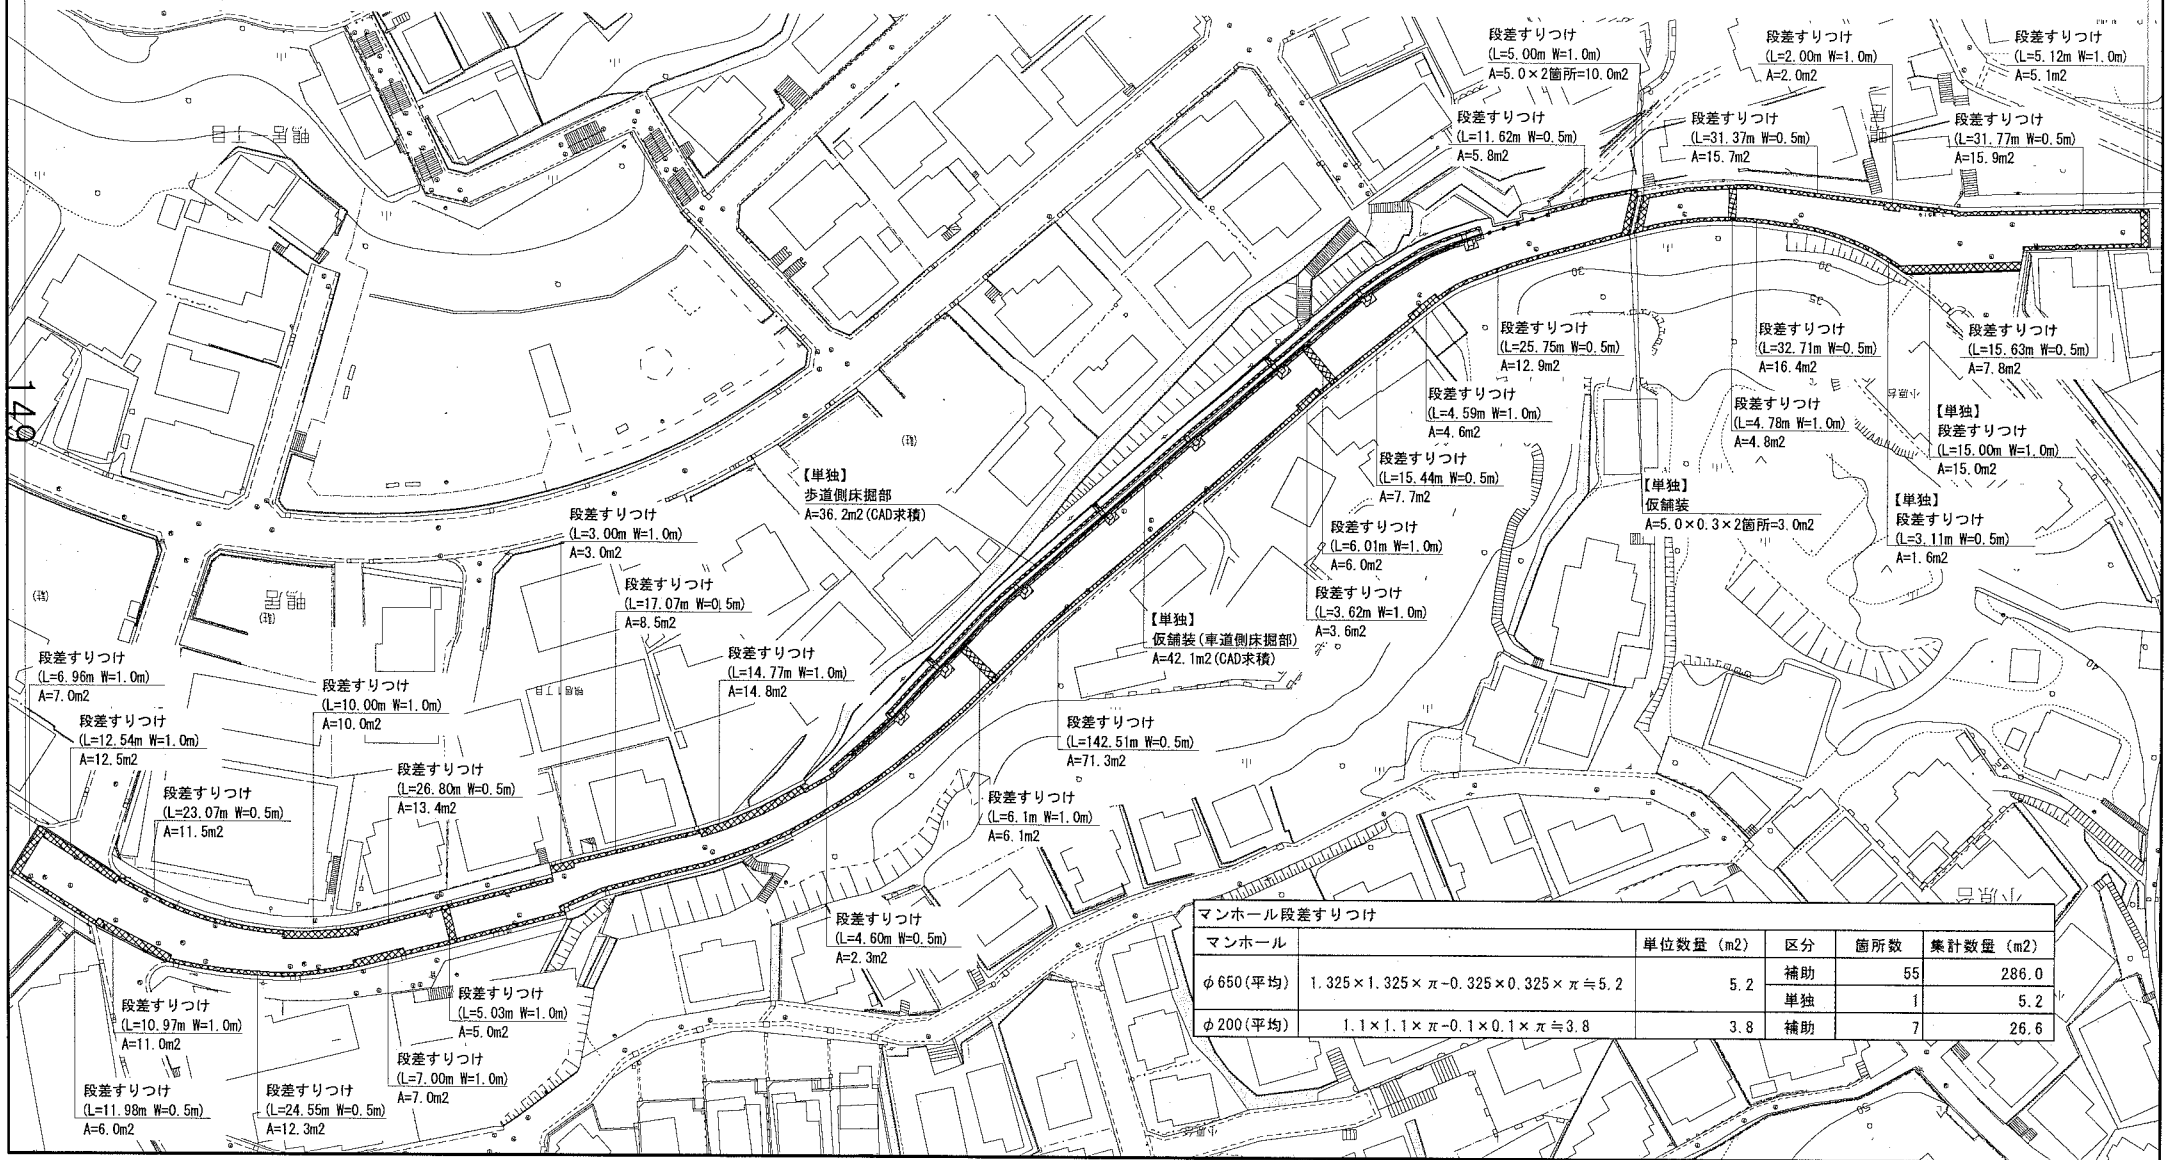 段差すりつけ
(L=5.00m W=1.0m)
A=5.0×2箇所=10.0m2
段差すりつけ
(L=2.00m W=1.0m)
A=2.0m2
段差すりつけ
(L=5.12m W=1.0m)
A=5.1m2
段差すりつけ
(L=11.62m W=0.5m)
A=5.8m2
段差すりつけ
(L=31.37m W=0.5m)
A=15.7m2
段差すりつけ
(L=31.77m W=0.5m)
A=15.9m2
鴨居一丁目
149
段差すりつけ
(L=25.75m W=0.5m)
A=12.9m2
段差すりつけ
(L=32.71m W=0.5m)
A=16.4m2
段差すりつけ
(L=15.63m W=0.5m)
A=7.8m2
段差すりつけ
(L=4.59m W=1.0m)
A=4.6m2
段差すりつけ
(L=4.78m W=1.0m)
A=4.8m2
【単独】
段差すりつけ
(L=15.00m W=1.0m)
A=15.0m2
段差すりつけ
(L=15.44m W=0.5m)
A=7.7m2
【単独】
歩道側床掘部
A=36.2m2(CAD求積)
【単独】
仮舗装
A=5.0×0.3×2箇所=3.0m2
【単独】
段差すりつけ
(L=3.11m W=0.5m)
A=1.6m2
段差すりつけ
(L=3.00m W=1.0m)
A=3.0m2
段差すりつけ
(L=6.01m W=1.0m)
A=6.0m2
段差すりつけ
(L=17.07m W=0.5m)
A=8.5m2
段差すりつけ
(L=3.62m W=1.0m)
A=3.6m2
鴨居
【単独】
仮舗装(車道側床掘部)
A=42.1m2(CAD求積)
段差すりつけ
(L=6.96m W=1.0m)
A=7.0m2
段差すりつけ
(L=14.77m W=1.0m)
A=14.8m2
段差すりつけ
(L=10.00m W=1.0m)
A=10.0m2
段差すりつけ
(L=12.54m W=1.0m)
A=12.5m2
段差すりつけ
(L=142.51m W=0.5m)
A=71.3m2
段差すりつけ
(L=26.80m W=0.5m)
A=13.4m2
段差すりつけ
(L=23.07m W=0.5m)
A=11.5m2
段差すりつけ
(L=6.1m W=1.0m)
A=6.1m2
段差すりつけ
(L=4.60m W=0.5m)
A=2.3m2
小原台
段差すりつけ
(L=10.97m W=1.0m)
A=11.0m2
段差すりつけ
(L=5.03m W=1.0m)
A=5.0m2
段差すりつけ
(L=7.00m W=1.0m)
A=7.0m2
段差すりつけ
(L=11.98m W=0.5m)
A=6.0m2
段差すりつけ
(L=24.55m W=0.5m)
A=12.3m2
マンホール段差すりつけ
マンホール 単位数量(m2) 区分 箇所数 集計数量(m2)
φ650(平均) 1.325×1.325×π-0.325×0.325×π≒5.2 5.2 補助 55 286.0
単独 1 5.2
φ200(平均) 1.1×1.1×π-0.1×0.1×π≒3.8 3.8 補助 7 26.6